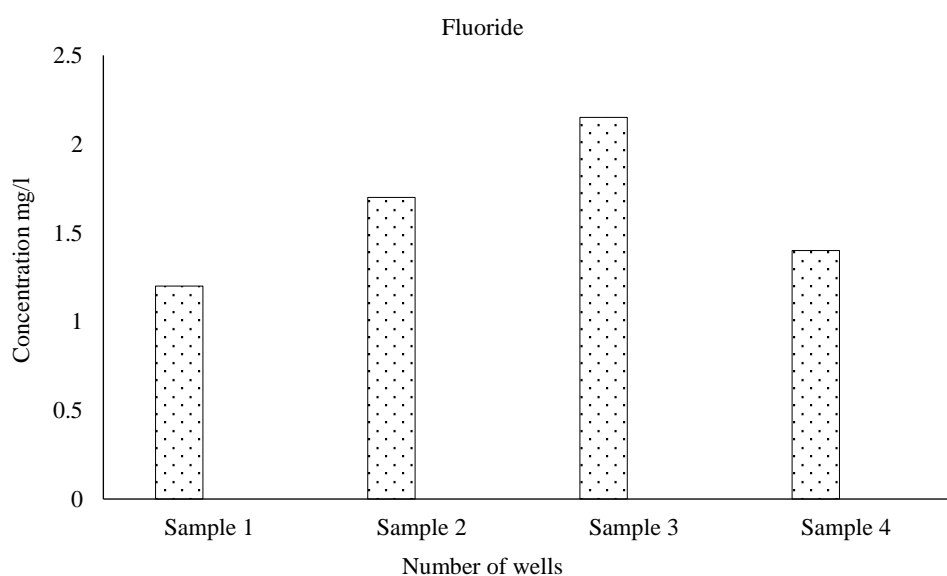 Fluoride
2.5
2
1.5
1
0.5
0
Concentration mg/l
Sample 1 Sample 2 Sample 3 Sample 4
Number of wells